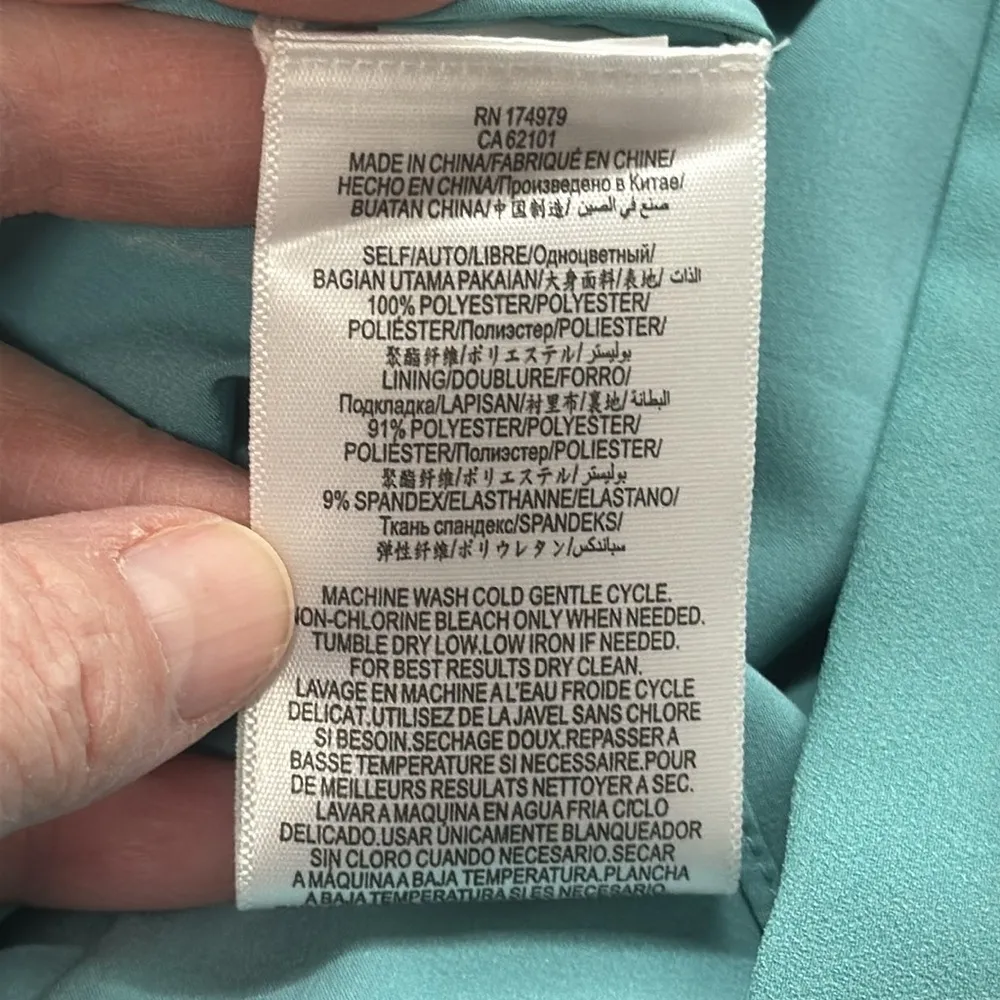 RN 174979
CA 62101
MADE IN CHINA/FABRIQUÉ EN CHINE/
HECHO EN CHINA/Произведено в Китае/
BUATAN CHINA/中国制造/ صنع في الصين
SELF/AUTO/LIBRE/Одноцветный/
BAGIAN UTAMA PAKAIAN/大身面料/表地/ الذات
100% POLYESTER/POLYESTER/
POLIÉSTER/Полиэстер/POLIESTER/
聚酯纤维/ポリエステル/ بوليستر
LINING/DOUBLURE/FORRO/
Подкладка/LAPISAN/衬里布/裏地/ البطانة
91% POLYESTER/POLYESTER/
POLIÉSTER/Полиэстер/POLIESTER/
聚酯纤维/ポリエステル/ بوليستر
9% SPANDEX/ELASTHANNE/ELASTANO/
Ткань спандекс/SPANDEKS/
弹性纤维/ポリウレタン/ سباندكس
MACHINE WASH COLD GENTLE CYCLE.
NON-CHLORINE BLEACH ONLY WHEN NEEDED.
TUMBLE DRY LOW.LOW IRON IF NEEDED.
FOR BEST RESULTS DRY CLEAN.
LAVAGE EN MACHINE A L'EAU FROIDE CYCLE
DELICAT.UTILISEZ DE LA JAVEL SANS CHLORE
SI BESOIN.SECHAGE DOUX.REPASSER A
BASSE TEMPERATURE SI NECESSAIRE.POUR
DE MEILLEURS RESULATS NETTOYER A SEC.
LAVAR A MAQUINA EN AGUA FRIA CICLO
DELICADO.USAR ÚNICAMENTE BLANQUEADOR
SIN CLORO CUANDO NECESARIO.SECAR
A MÁQUINA A BAJA TEMPERATURA.PLANCHA
A BAJA TEMPERATURA SI ES NECESARIO